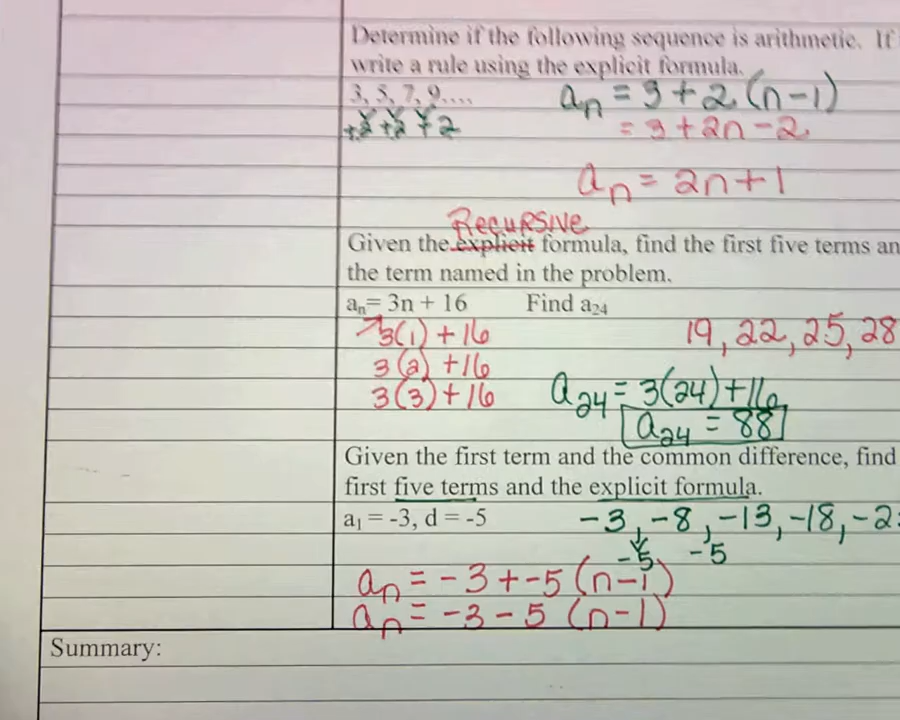 Determine if the following sequence is arithmetic. If
write a rule using the explicit formula.
3, 5, 7, 9.... aₙ = 3 + 2 (n-1)
+2 +2 +2 = 3 + 2n - 2
aₙ = 2n+1
Recursive
Given the explicit formula, find the first five terms an
the term named in the problem.
aₙ= 3n + 16 Find a₂₄
3(1) + 16 19, 22, 25, 28
3(2) +16
3(3) + 16 a₂₄ = 3(24) + 16
a₂₄ = 88
Given the first term and the common difference, find
first five terms and the explicit formula.
a₁ = -3, d = -5 -3, -8, -13, -18, -2
-5 -5
aₙ = -3 + -5 (n-1)
aₙ = -3 - 5 (n-1)
Summary: